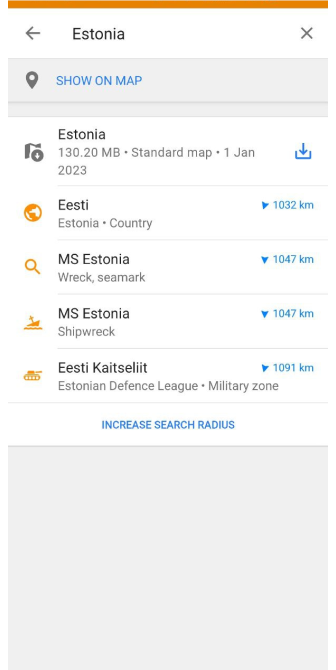 Estonia
SHOW ON MAP
Estonia
130.20 MB • Standard map • 1 Jan
2023
Eesti
1032 km
Estonia • Country
MS Estonia
1047 km
Wreck, seamark
MS Estonia
1047 km
Shipwreck
Eesti Kaitseliit
1091 km
Estonian Defence League • Military zone
INCREASE SEARCH RADIUS